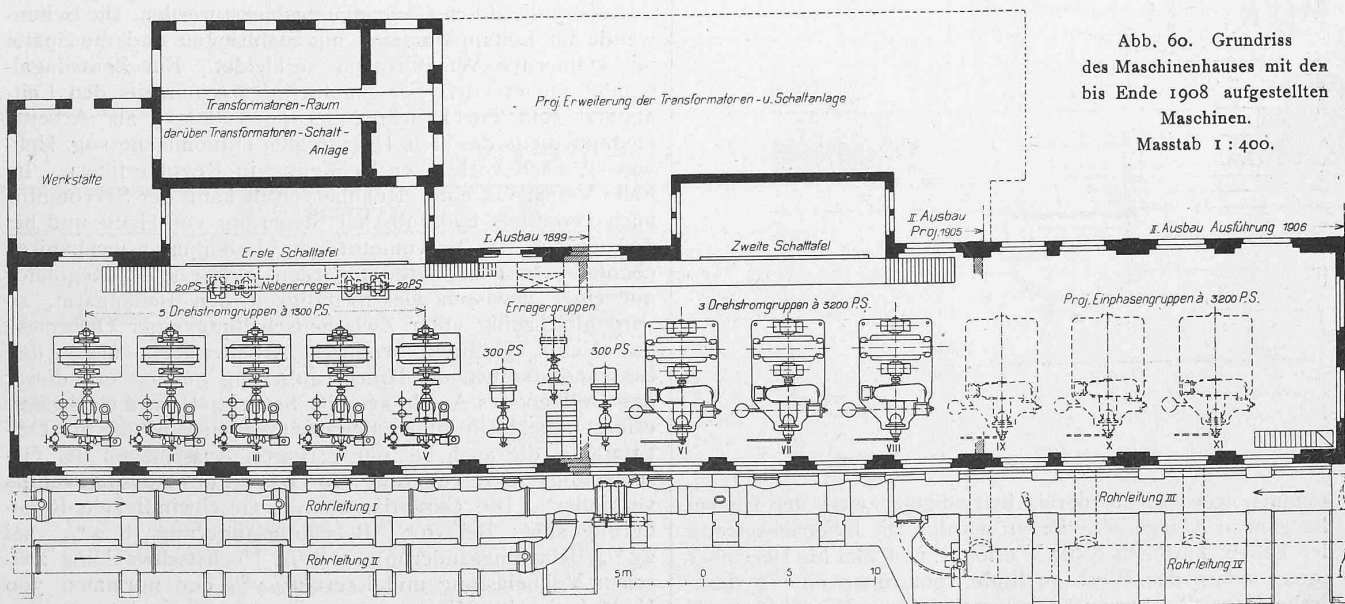 Abb. 60. Grundriss
des Maschinenhauses mit den
bis Ende 1908 aufgestellten
Maschinen.
Masstab 1 : 400.
Transformatoren-Raum
darüber Transformatoren-Schalt-
Anlage
Proj. Erweiterung der Transformatoren- u. Schaltanlage
Werkstätte
I. Ausbau 1899
II. Ausbau
Proj. 1905
II. Ausbau Ausführung 1906
Erste Schalttafel
Zweite Schalttafel
20 PS
Nebenerreger
20 PS
5 Drehstromgruppen à 1300 P.S.
Erregergruppen
3 Drehstromgruppen à 3200 P.S.
Proj. Einphasengruppen à 3200 P.S.
300 PS
300 PS
I
II
III
IV
V
VI
VII
VIII
IX
X
XI
Rohrleitung I
Rohrleitung III
Rohrleitung II
Rohrleitung IV
5 m
0
5
10